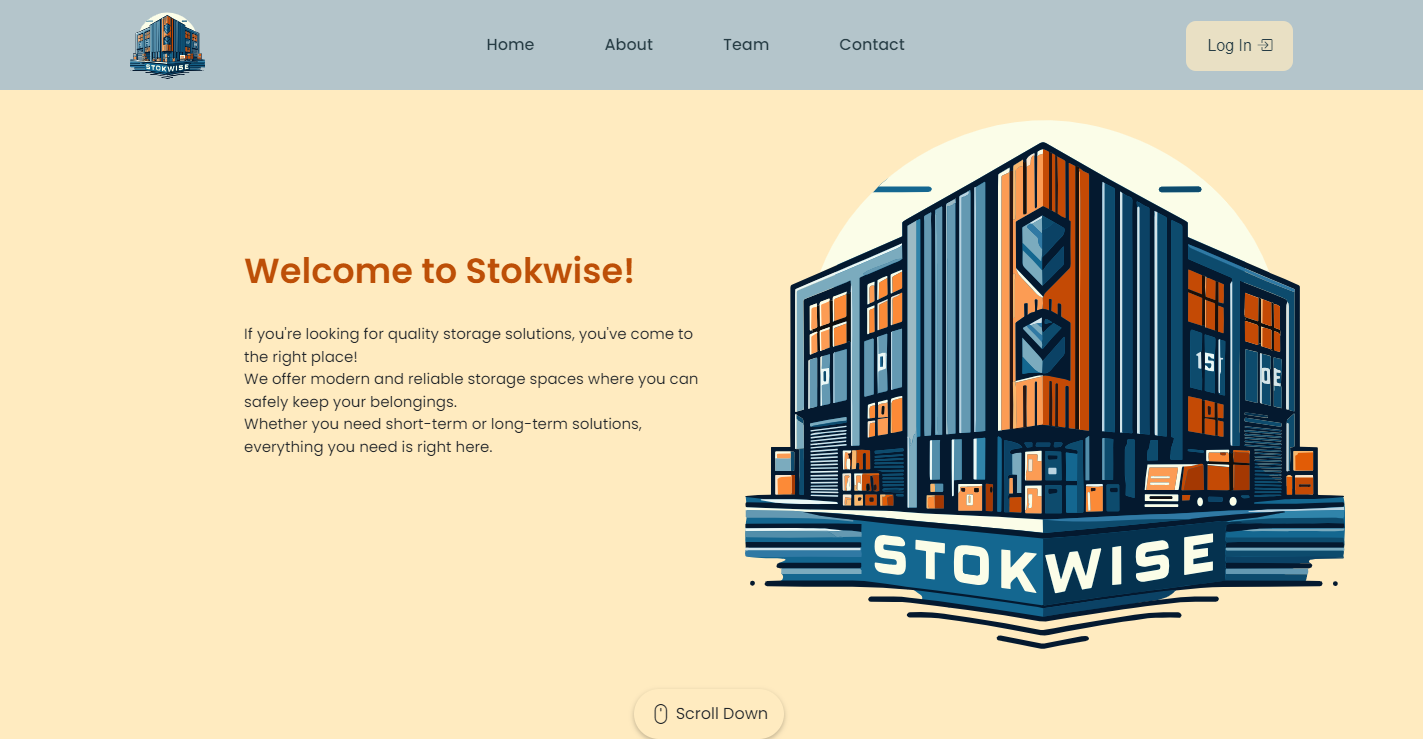 STOKWISE
Home
About
Team
Contact
Log In
Welcome to Stokwise!
If you're looking for quality storage solutions, you've come to
the right place!
We offer modern and reliable storage spaces where you can
safely keep your belongings.
Whether you need short-term or long-term solutions,
everything you need is right here.
STOKWISE
Scroll Down